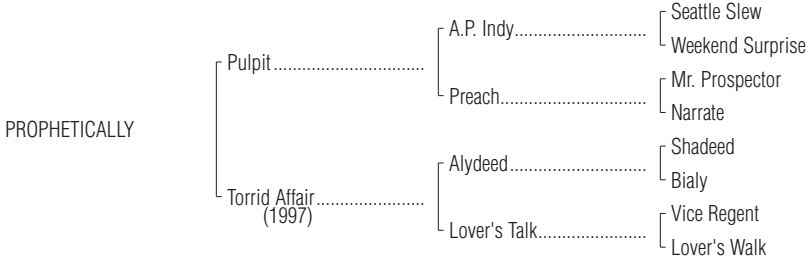 Seattle Slew
A.P. Indy..............................
Weekend Surprise
Pulpit..................................
Mr. Prospector
Preach.................................
Narrate
PROPHETICALLY
Shadeed
Alydeed...............................
Bialy
Torrid Affair........................
(1997)
Vice Regent
Lover's Talk........................
Lover's Walk